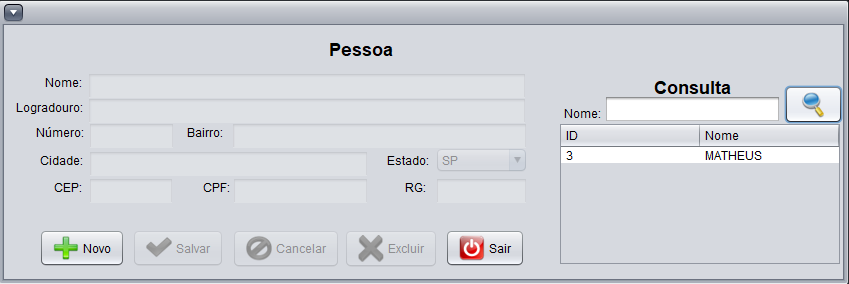 Pessoa
Nome:
Logradouro:
Número: Bairro:
Cidade: Estado: SP
CEP: CPF: RG:
Novo Salvar Cancelar Excluir Sair
Consulta
Nome:
ID Nome
3 MATHEUS